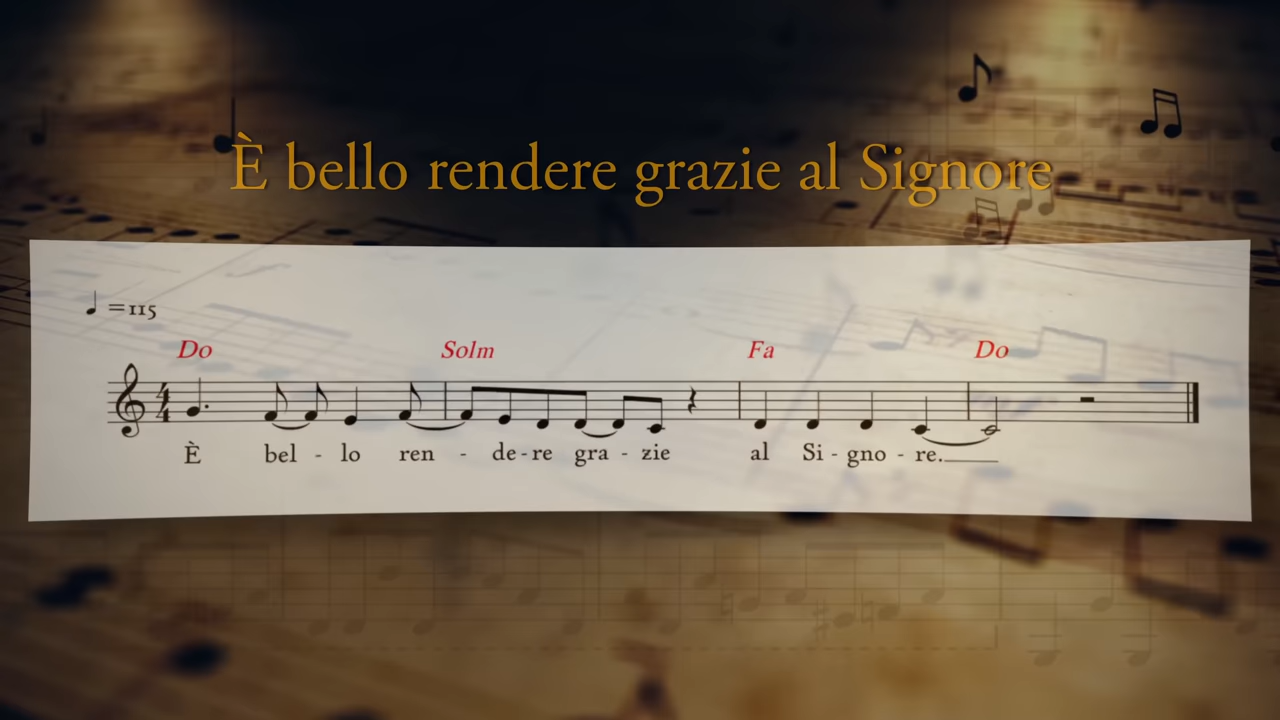 È bello rendere grazie al Signore
♩ =115
Do Solm Fa Do
È bel - lo ren - de - re gra - zie al Si - gno - re.